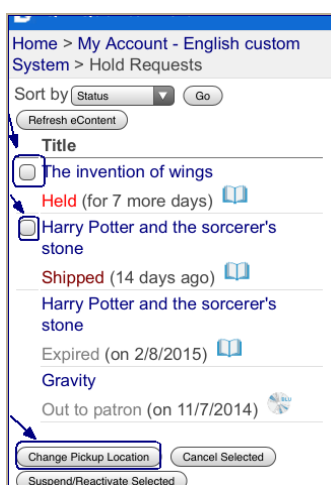 Home > My Account - English custom
System > Hold Requests
Sort by Status Go
Refresh eContent
Title
The invention of wings
Held (for 7 more days)
Harry Potter and the sorcerer's
stone
Shipped (14 days ago)
Harry Potter and the sorcerer's
stone
Expired (on 2/8/2015)
Gravity
Out to patron (on 11/7/2014) BLU
Change Pickup Location Cancel Selected
Suspend/Reactivate Selected